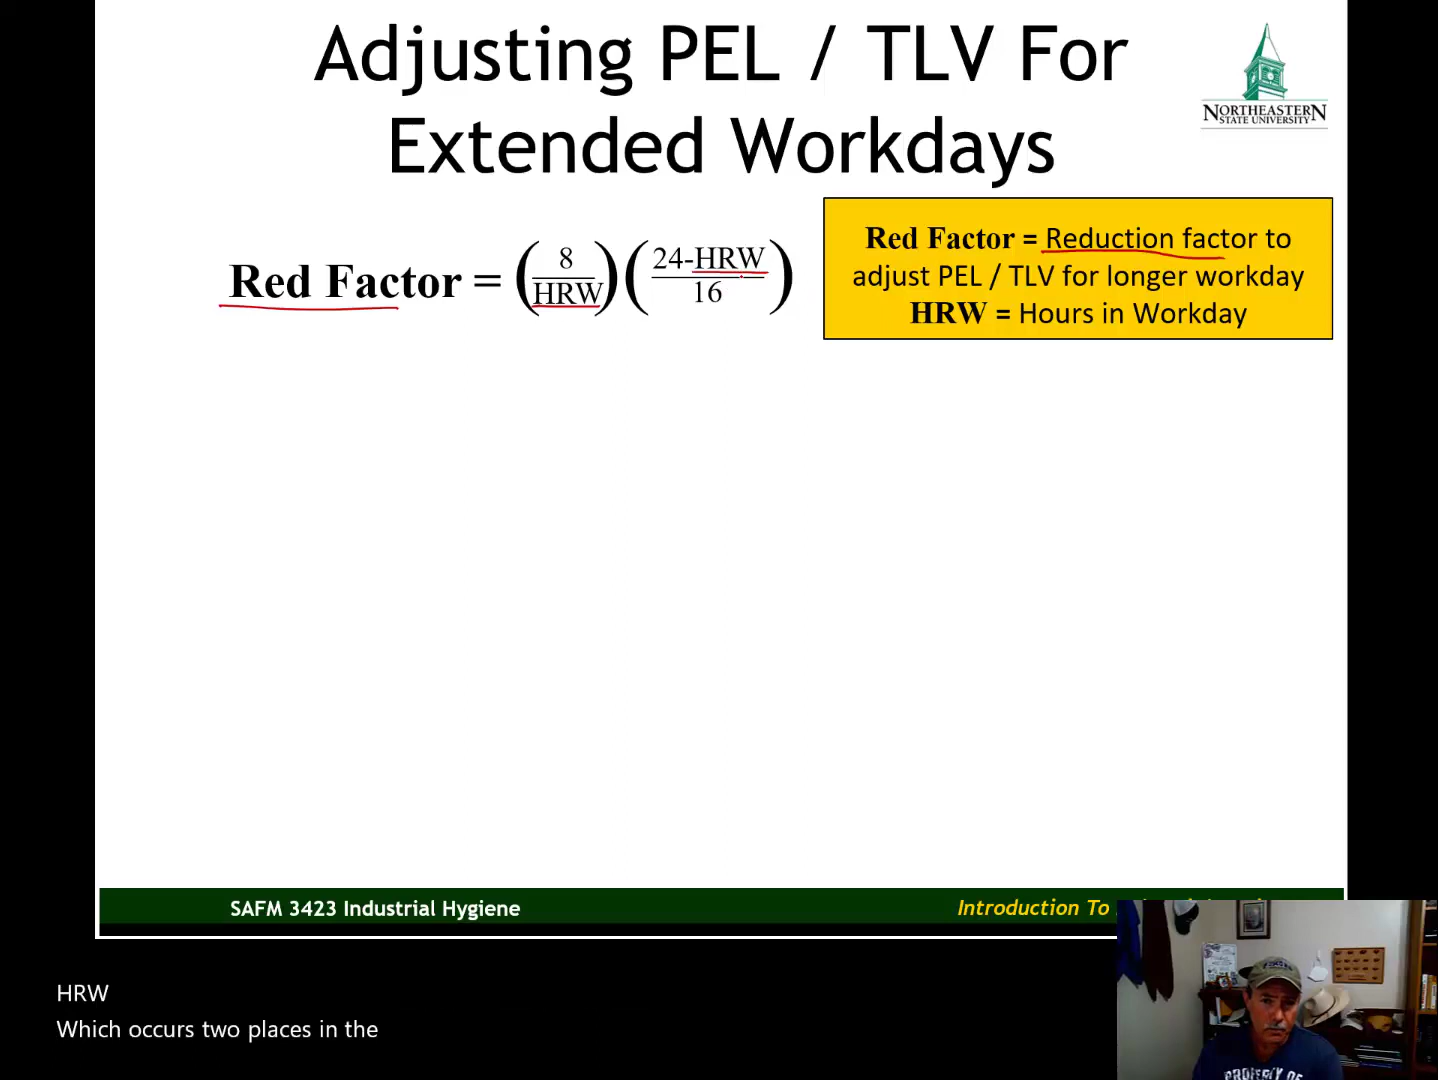 Adjusting PEL / TLV For
Extended Workdays
NORTHEASTERN
STATE UNIVERSITY
Red Factor = (8/HRW)(24-HRW/16)
Red Factor = Reduction factor to
adjust PEL / TLV for longer workday
HRW = Hours in Workday
SAFM 3423 Industrial Hygiene
Introduction To
HRW
Which occurs two places in the
PROPERTY OF